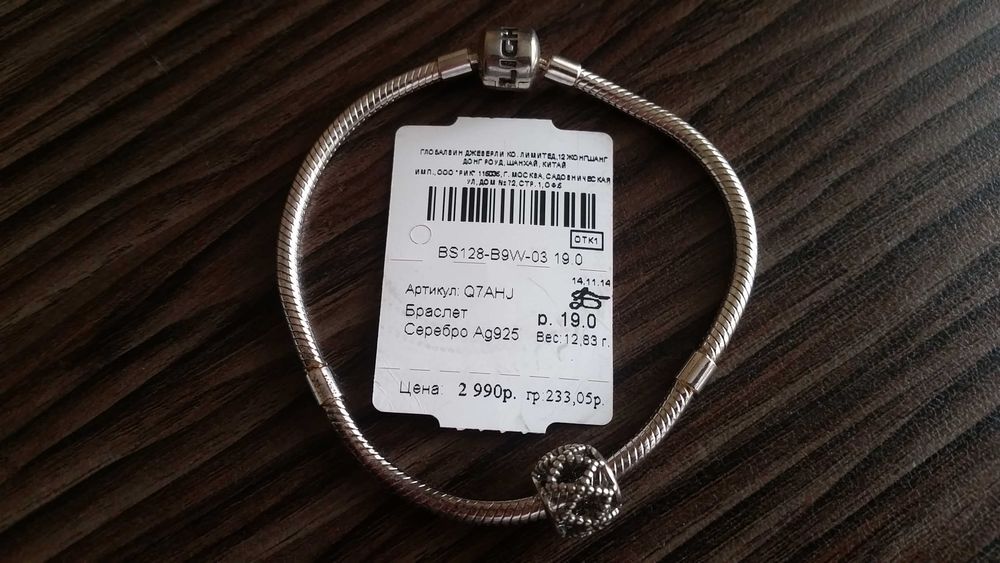 LIGH
ГЛОБАЛВИН ДЖЕВЕРЛИ КО. ЛИМИТЕД,12 ЖОНГШАНГ
ДОНГ РОУД, ШАНХАЙ, КИТАЙ
ИМП., ООО "РИК" 115035, Г. МОСКВА, САДОВНИЧЕСКАЯ
УЛ, ДОМ №72, СТР. 1, ОФ.6
ОТК1
BS128-B9W-03 19.0
14.11.14
Артикул: Q7AHJ
Браслет р. 19.0
Серебро Ag925 Вес:12,83 г.
Цена: 2 990р. гр:233,05р.